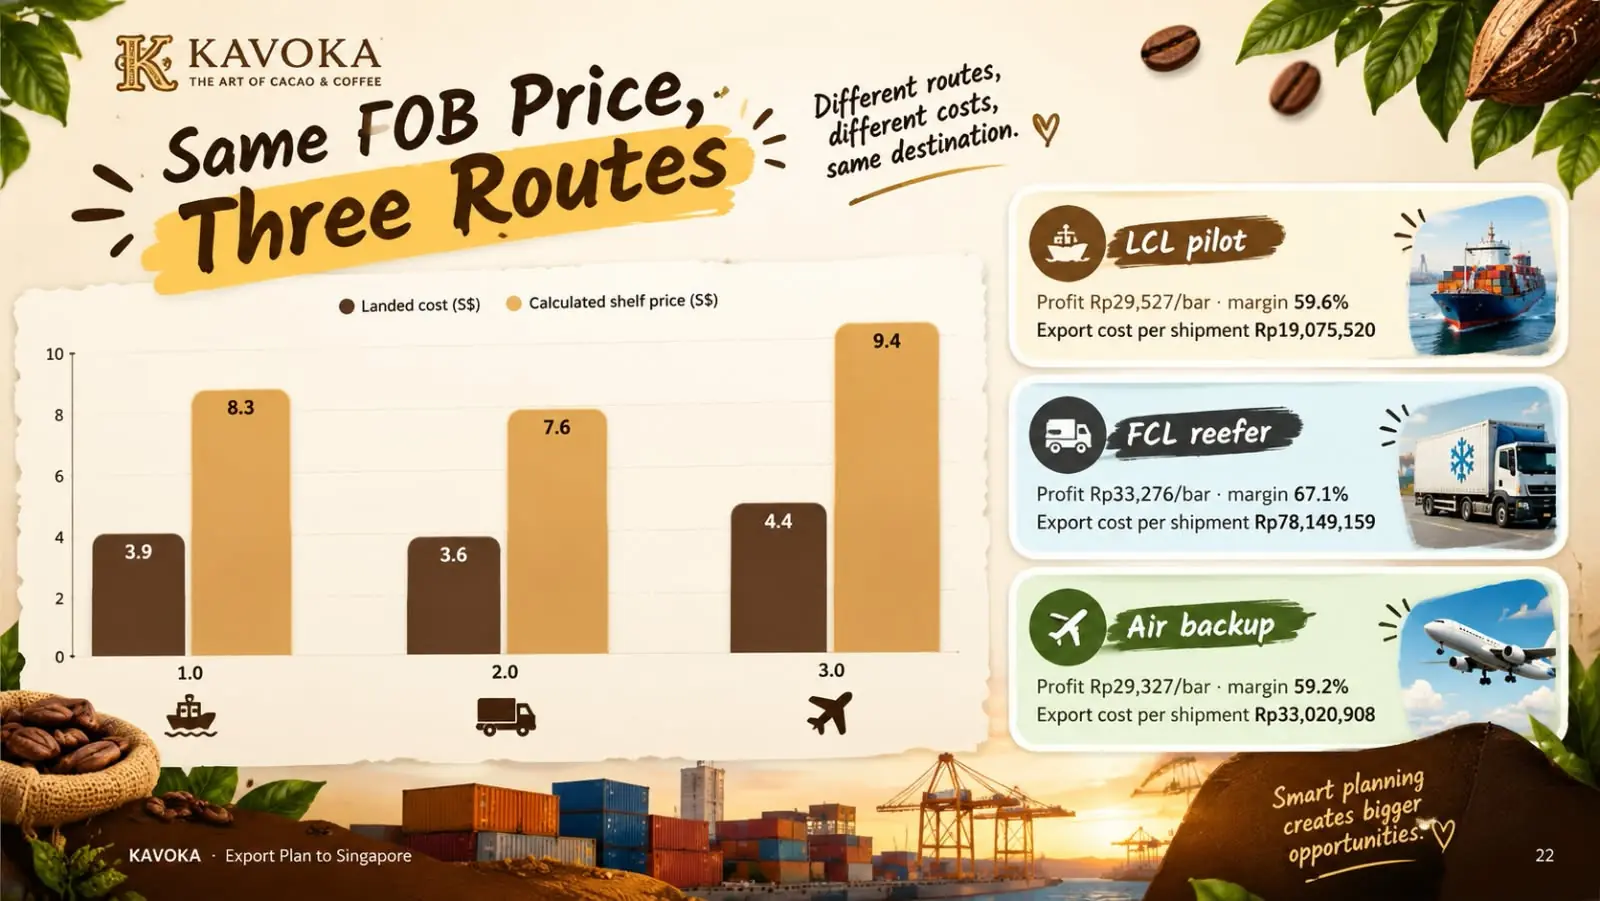 KAVOKA
THE ART OF CACAO & COFFEE
Same FOB Price,
Three Routes
Different routes,
different costs,
same destination.
Landed cost (S$)
Calculated shelf price (S$)
10
8
6
4
2
0
3.9
8.3
3.6
7.6
4.4
9.4
1.0
2.0
3.0
LCL pilot
Profit Rp29,527/bar · margin 59.6%
Export cost per shipment Rp19,075,520
FCL reefer
Profit Rp33,276/bar · margin 67.1%
Export cost per shipment Rp78,149,159
Air backup
Profit Rp29,327/bar · margin 59.2%
Export cost per shipment Rp33,020,908
Smart planning
creates bigger
opportunities.
KAVOKA · Export Plan to Singapore
22